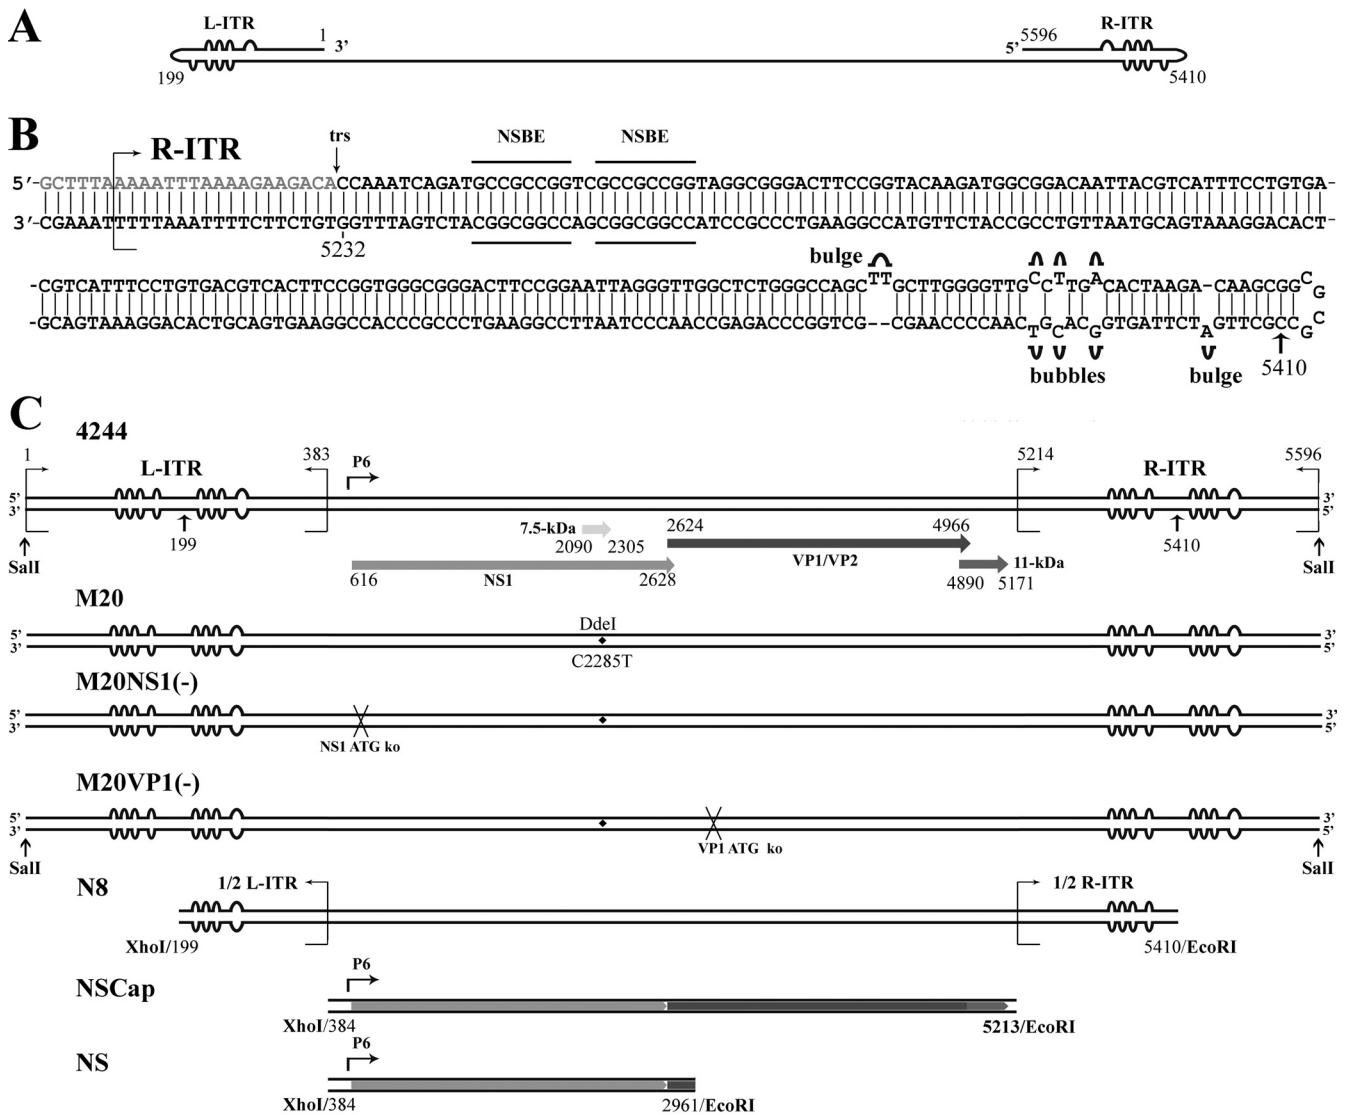 A
L-ITR
1
3'
5'
5596
R-ITR
199
5410
B
R-ITR
trs
NSBE
NSBE
5'-GCTTTAAAAATTTAAAAGAAGACACCAAATCAGATGCCGCCGGTCGCCGCCGGTAGGCGGGACTTCCGGTACAAGATGGCGGACAATTACGTCATTTCCTGTGA-
3'-CGAAATTTTTAAATTTTCTTCTGTGGTTTAGTCTACGGCGGCCAGCGGCGGCCATCCGCCCTGAAGGCCATGTTCTACCGCCTGTTAATGCAGTAAAGGACACT-
5232
bulge
-CGTCATTTCCTGTGACGTCACTTCCGGTGGGCGGGACTTCCGGAATTAGGGTTGGCTCTGGGCCAGCTTGCTTGGGGTTGCCTTGACACTAAGA-CAAGCGGCG
-GCAGTAAAGGACACTGCAGTGAAGGCCACCCGCCCTGAAGGCCTTAATCCCAACCGAGACCCGGTCG--CGAACCCCAACTGCACGGTGATTCTAGTTCGCCGC
bubbles
bulge
5410
C
4244
1
L-ITR
383
P6
5214
R-ITR
5596
5'
3'
3'
5'
199
5410
SalI
SalI
7.5-kDa
2090
2305
2624
4966
VP1/VP2
616
NS1
2628
4890
5171
11-kDa
M20
DdeI
5'
3'
3'
5'
C2285T
M20NS1(-)
5'
3'
3'
5'
NS1 ATG ko
M20VP1(-)
5'
3'
3'
5'
VP1 ATG ko
SalI
SalI
N8
1/2 L-ITR
1/2 R-ITR
XhoI/199
5410/EcoRI
NSCap
P6
XhoI/384
5213/EcoRI
NS
P6
XhoI/384
2961/EcoRI